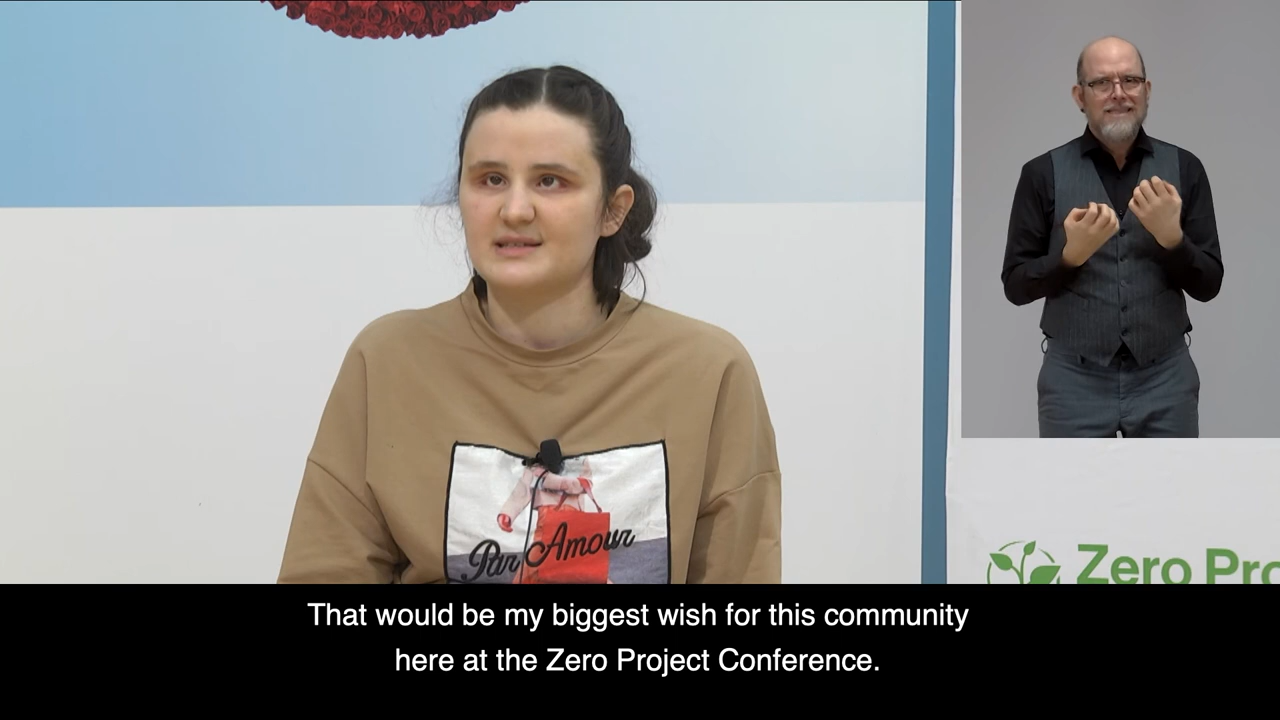 Par Amour
Zero Pro
That would be my biggest wish for this community
here at the Zero Project Conference.